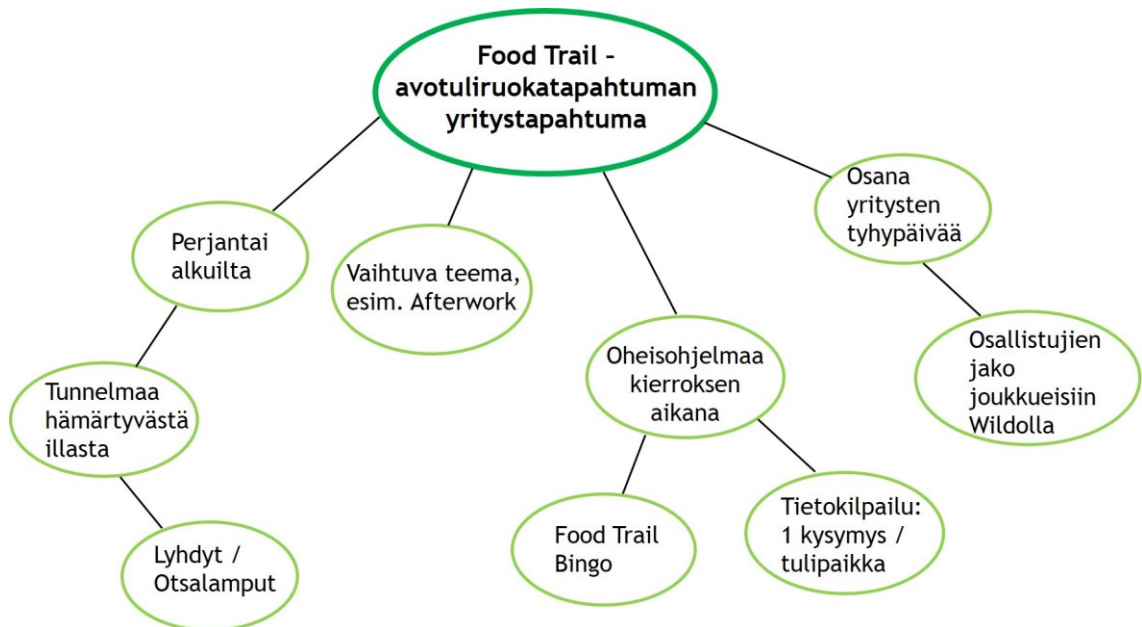 Food Trail –
avotuliruokatapahtuman
yritystapahtuma
Perjantai
alkuilta
Vaihtuva teema,
esim. Afterwork
Oheisohjelmaa
kierroksen
aikana
Osana
yritysten
tyhypäivää
Tunnelmaa
hämärtyvästä
illasta
Osallistujien
jako
joukkueisiin
Wildolla
Lyhdyt /
Otsalamput
Food Trail
Bingo
Tietokilpailu:
1 kysymys /
tulipaikka